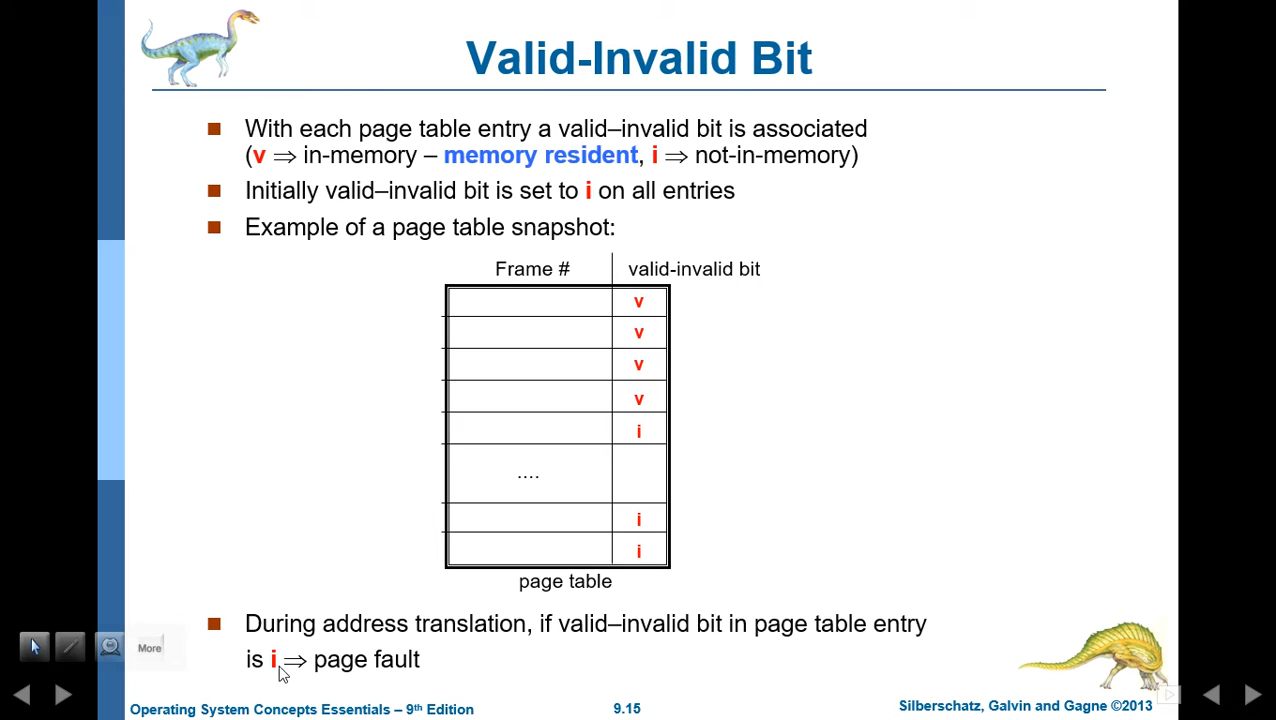 Valid-Invalid Bit
With each page table entry a valid–invalid bit is associated
(v ⇒ in-memory – memory resident, i ⇒ not-in-memory)
Initially valid–invalid bit is set to i on all entries
Example of a page table snapshot:
Frame # valid-invalid bit
v
v
v
v
i
....
i
i
page table
During address translation, if valid–invalid bit in page table entry
is i ⇒ page fault
More
Operating System Concepts Essentials – 9th Edition 9.15 Silberschatz, Galvin and Gagne ©2013